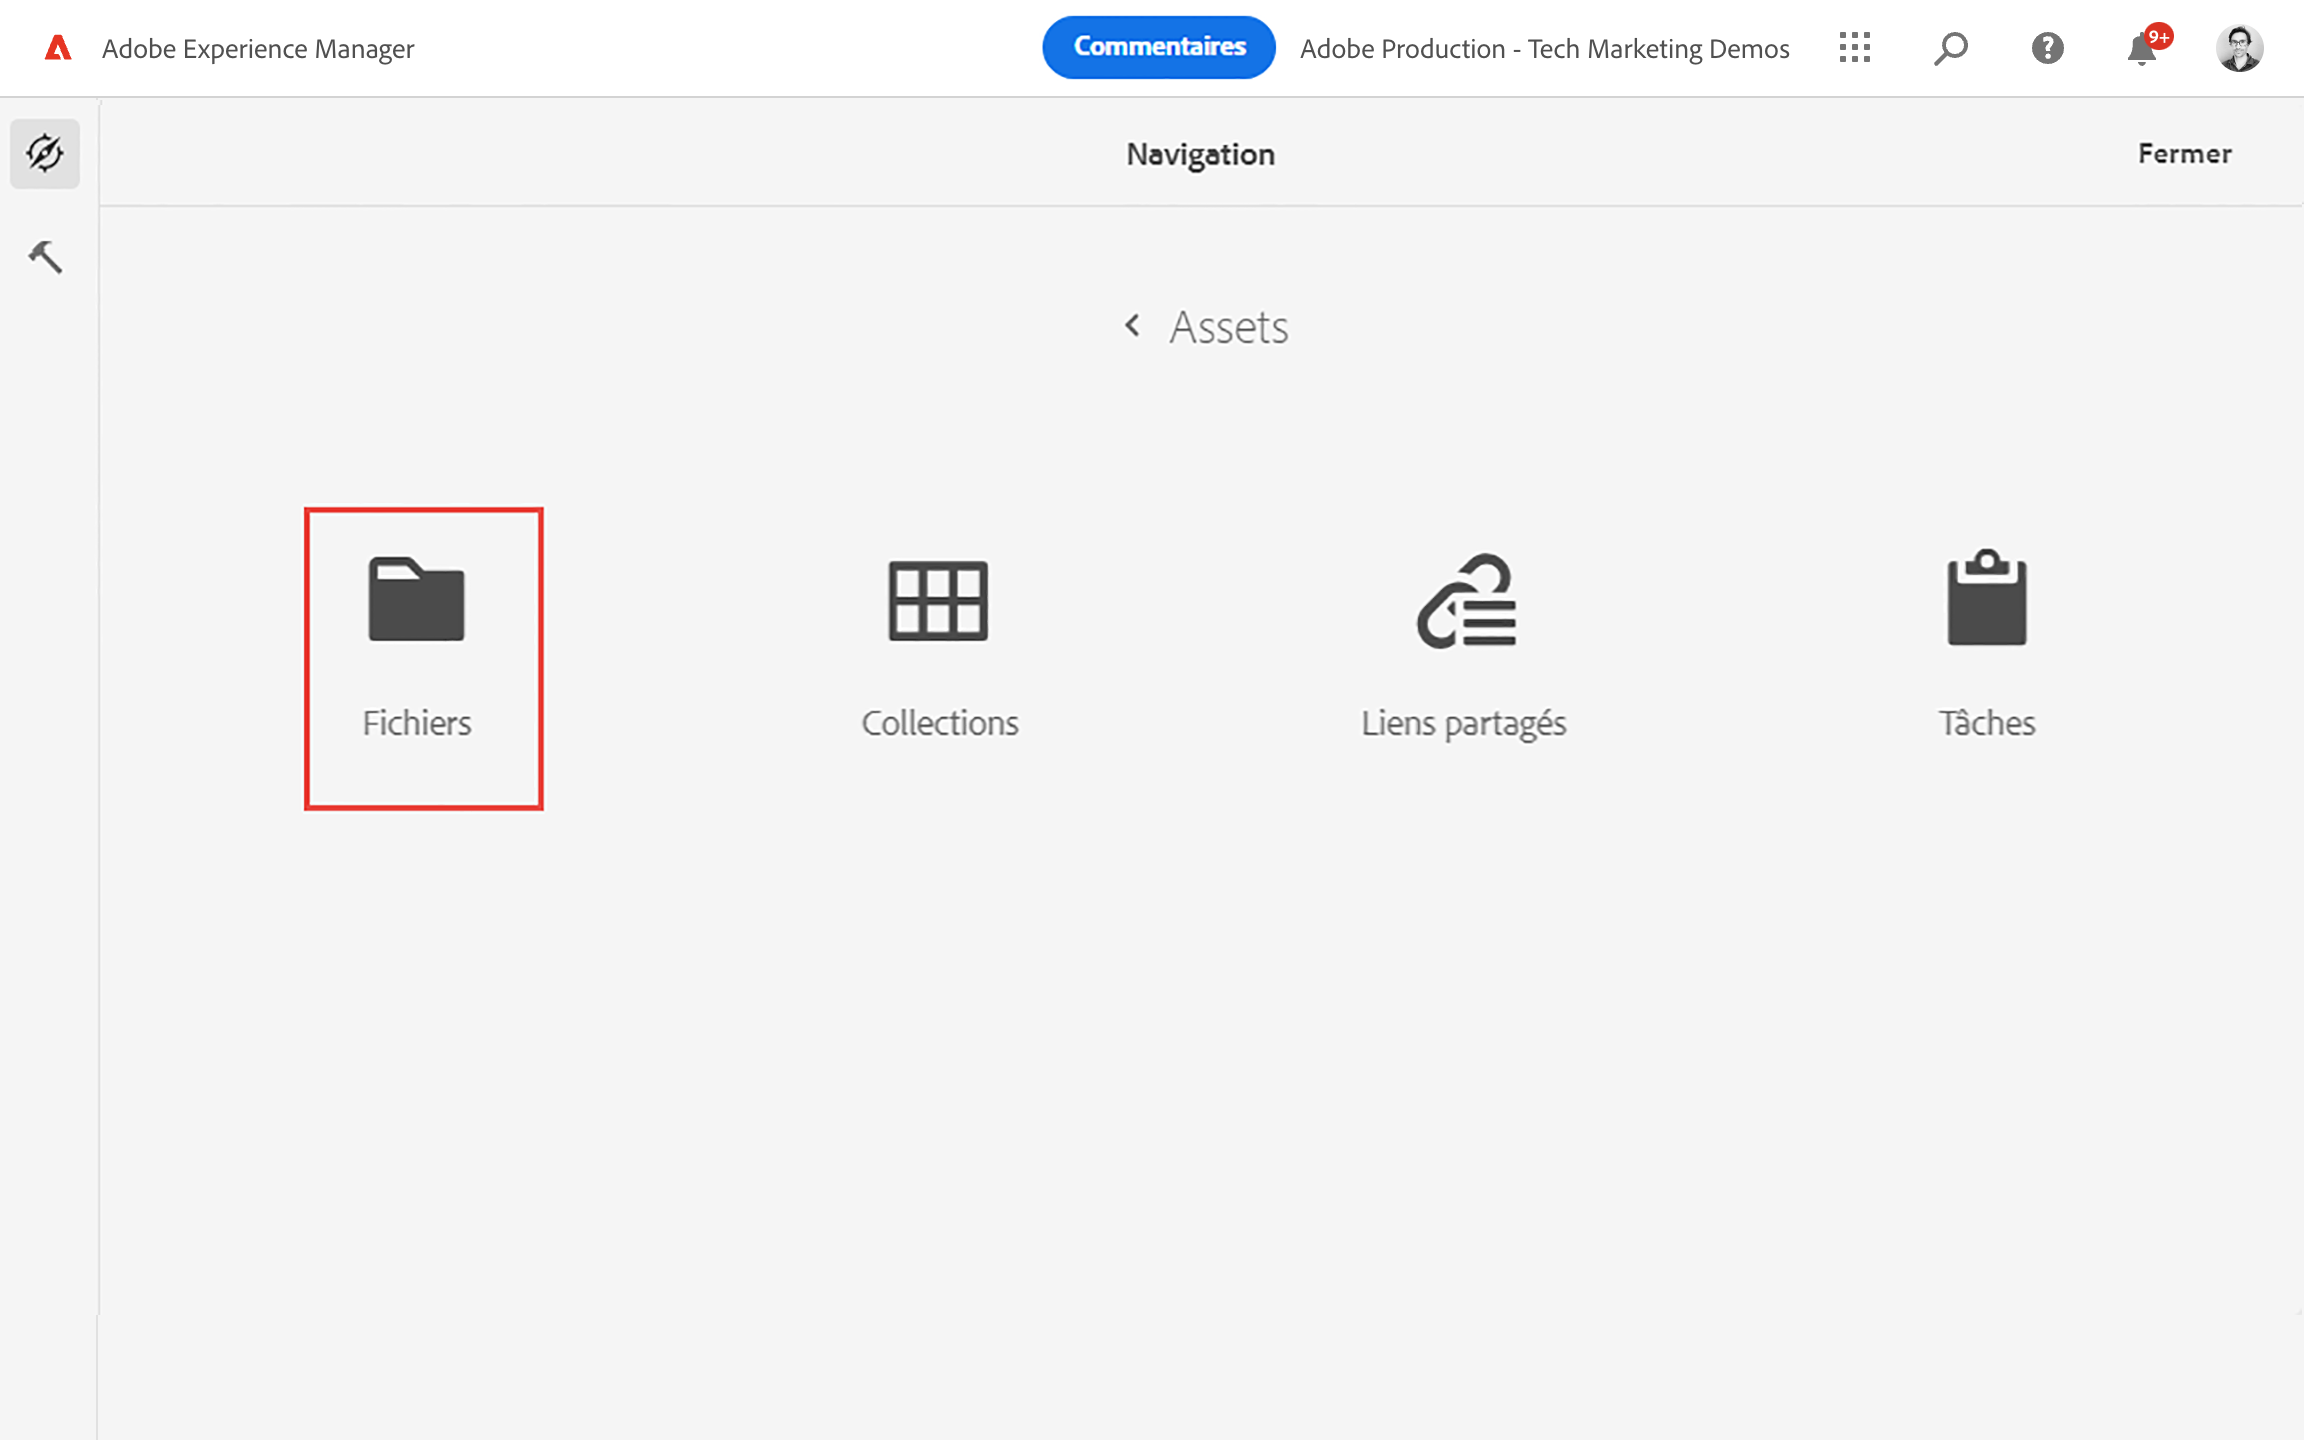 Adobe Experience Manager
Commentaires
Adobe Production - Tech Marketing Demos
9+
Navigation
Fermer
Assets
Fichiers
Collections
Liens partagés
Tâches